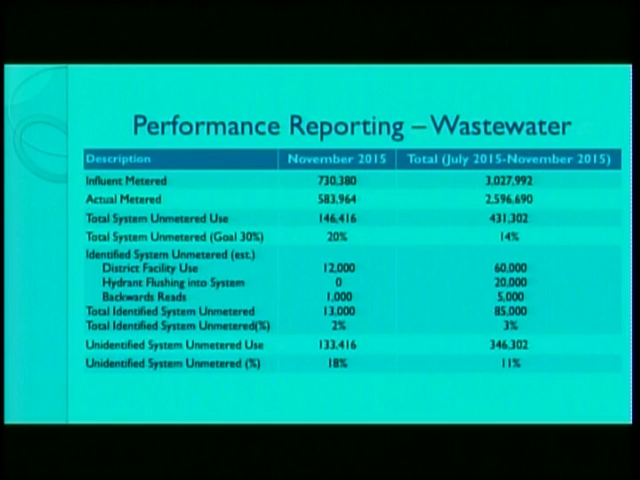 Performance Reporting – Wastewater
Description November 2015 Total (July 2015-November 2015)
Influent Metered 730,380 3,027,992
Actual Metered 583,964 2,596,690
Total System Unmetered Use 146,416 431,302
Total System Unmetered (Goal 30%) 20% 14%
Identified System Unmetered (est.)
District Facility Use 12,000 60,000
Hydrant Flushing into System 0 20,000
Backwards Reads 1,000 5,000
Total Identified System Unmetered 13,000 85,000
Total Identified System Unmetered(%) 2% 3%
Unidentified System Unmetered Use 133,416 346,302
Unidentified System Unmetered (%) 18% 11%